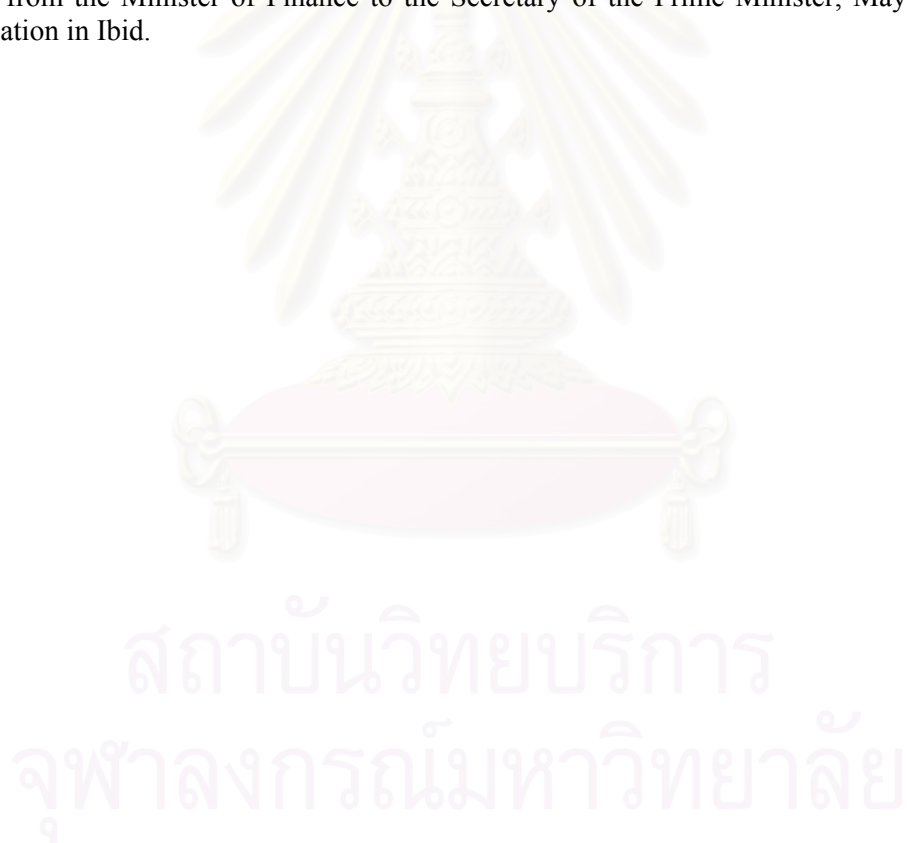 from the Minister of Finance to the Secretary of the Prime Minister, May
ation in Ibid.
สถาบันวิทยบริการ
จุฬาลงกรณ์มหาวิทยาลัย